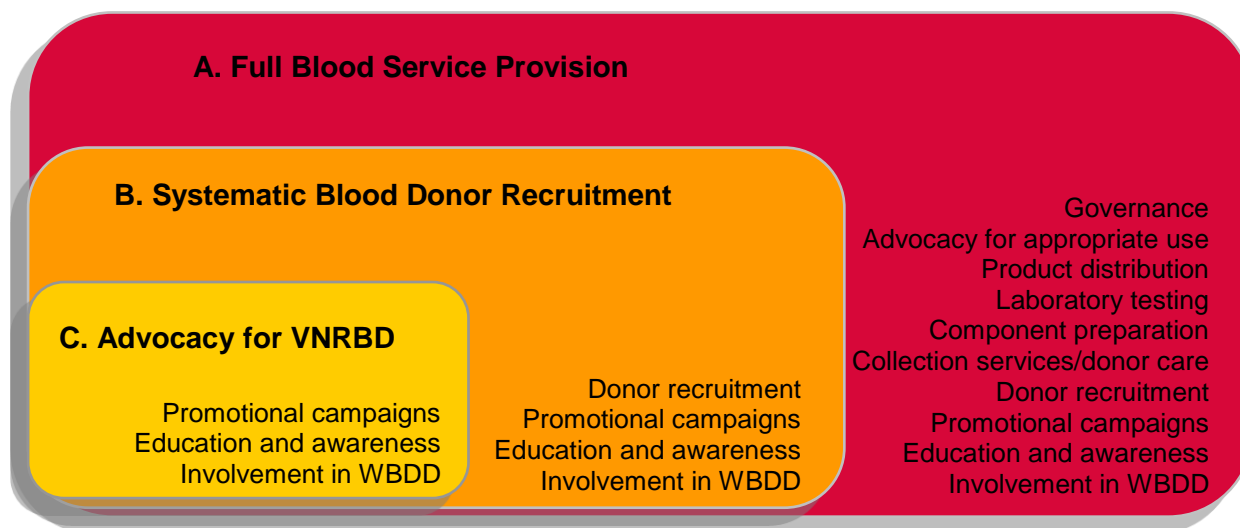 A. Full Blood Service Provision
B. Systematic Blood Donor Recruitment
C. Advocacy for VNRBD
Promotional campaigns
Education and awareness
Involvement in WBDD
Donor recruitment
Promotional campaigns
Education and awareness
Involvement in WBDD
Governance
Advocacy for appropriate use
Product distribution
Laboratory testing
Component preparation
Collection services/donor care
Donor recruitment
Promotional campaigns
Education and awareness
Involvement in WBDD